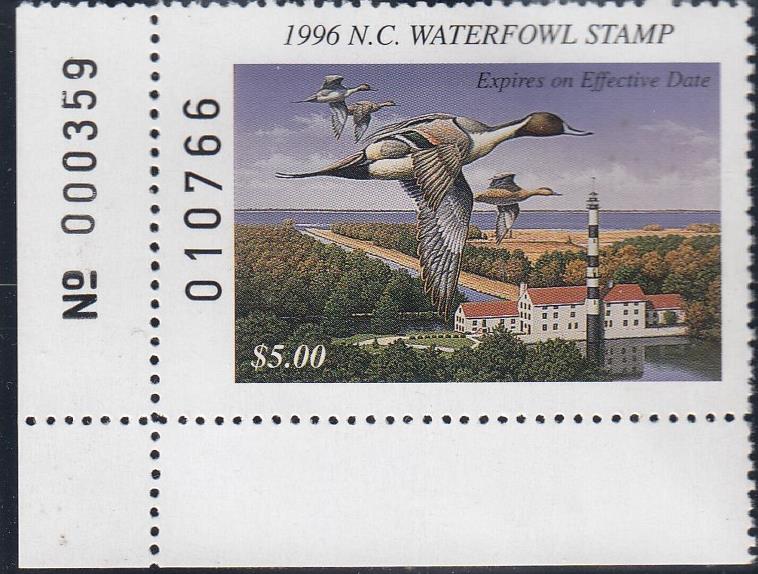 1996 N.C. WATERFOWL STAMP
Expires on Effective Date
$5.00
010766
Nº 000359